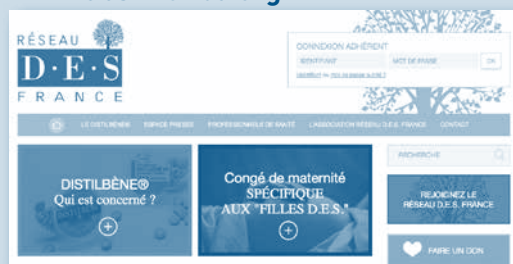 RÉSEAU
D·E·S
FRANCE
CONNEXION ADHÉRENT
IDENTIFIANT
MOT DE PASSE
OK
LE DISTILBÈNE®
ESPACE PRESSE
PROFESSIONNELS DE SANTÉ
L'ASSOCIATION RÉSEAU D.E.S. FRANCE
CONTACT
DISTILBÈNE®
Qui est concerné ?
Congé de maternité
SPÉCIFIQUE
AUX "FILLES D.E.S."
RECHERCHE
REJOIGNEZ LE
RÉSEAU D.E.S. FRANCE
FAIRE UN DON